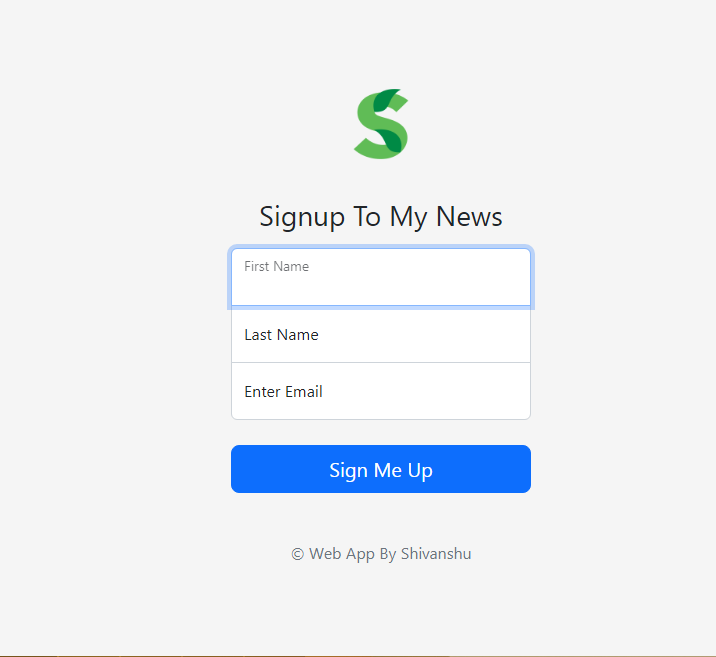 Signup To My News
First Name
Last Name
Enter Email
Sign Me Up
© Web App By Shivanshu